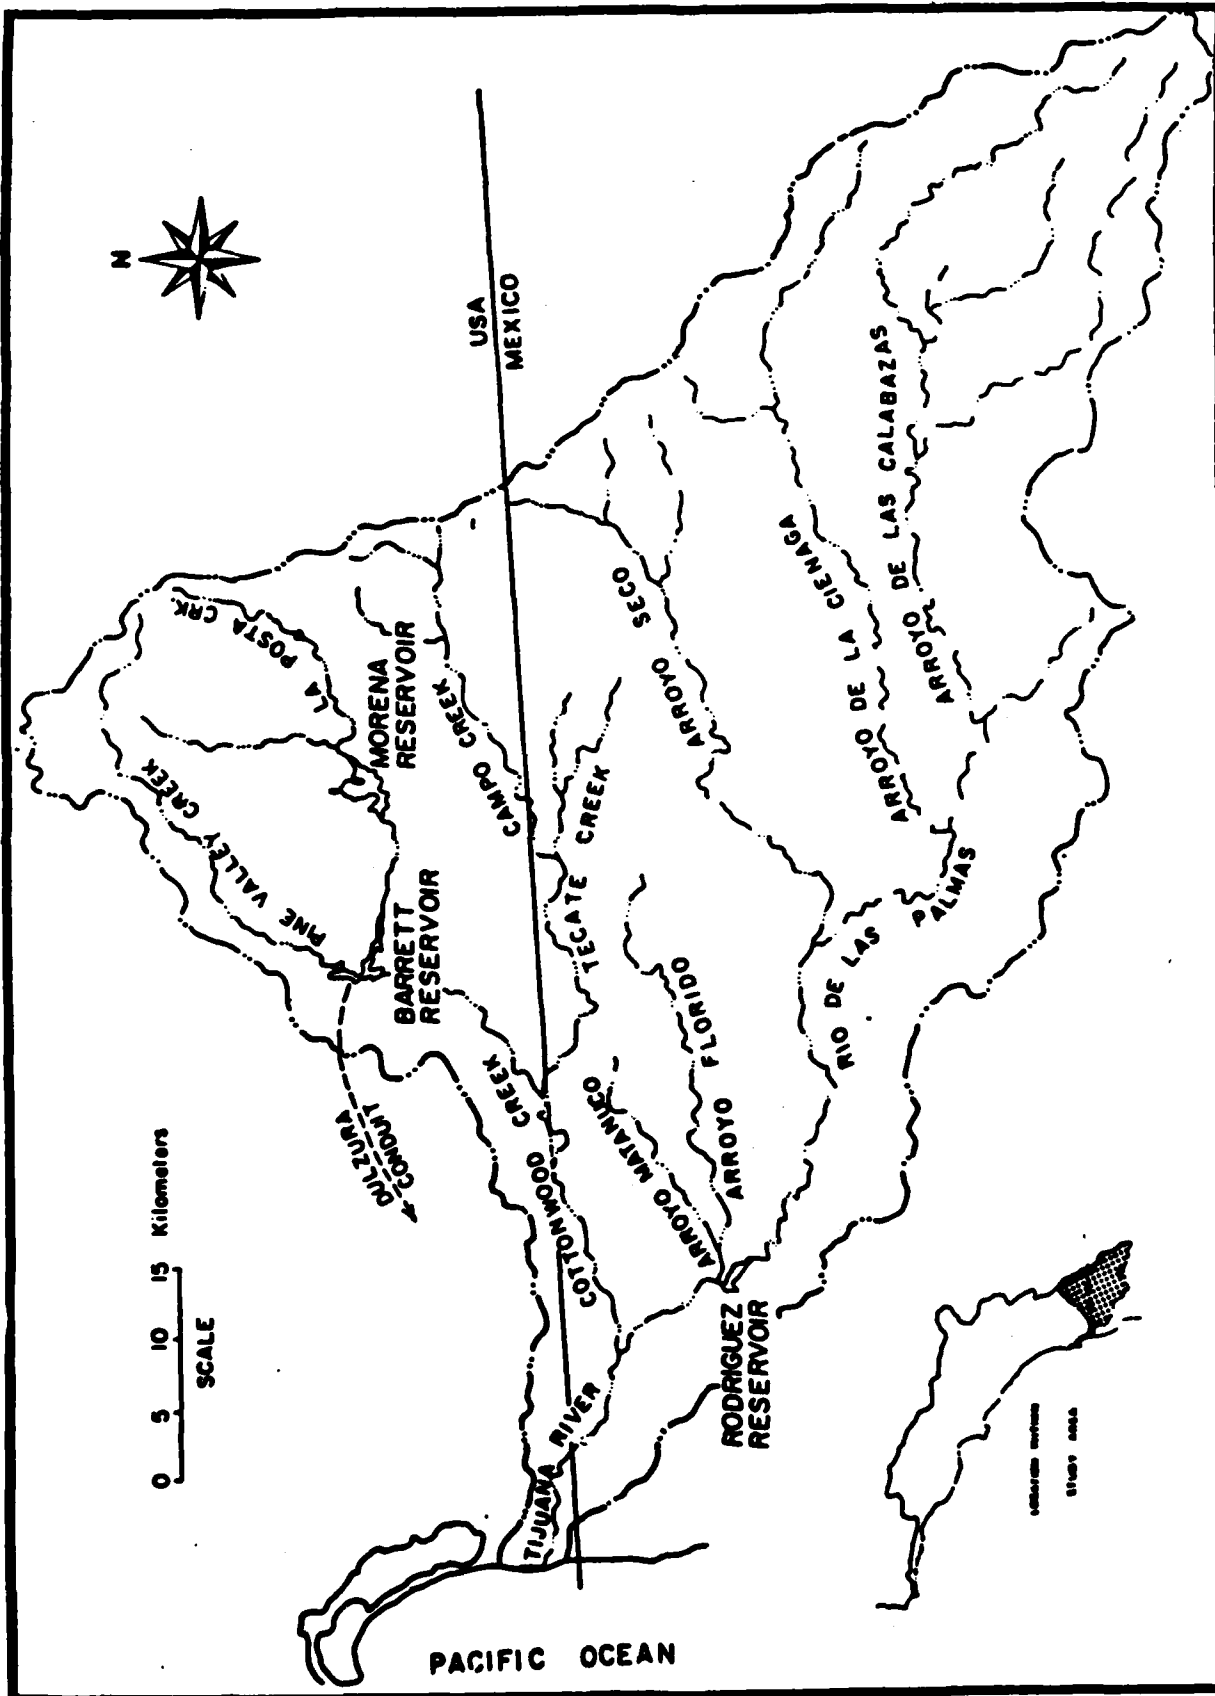 N
USA
MEXICO
LA POSTA CRK.
PINE VALLEY CREEK
MORENA
RESERVOIR
BARRETT
RESERVOIR
CAMPO CREEK
TECATE CREEK
COTTONWOOD CREEK
DULZURA
CONDUIT
0 5 10 15 Kilometers
SCALE
ARROYO SECO
ARROYO DE LA CIENAGA
ARROYO DE LAS CALABAZAS
RIO DE LAS PALMAS
ARROYO FLORIDO
ARROYO MATANUCO
RODRIGUEZ
RESERVOIR
TIJUANA RIVER
PACIFIC OCEAN
STUDY AREA